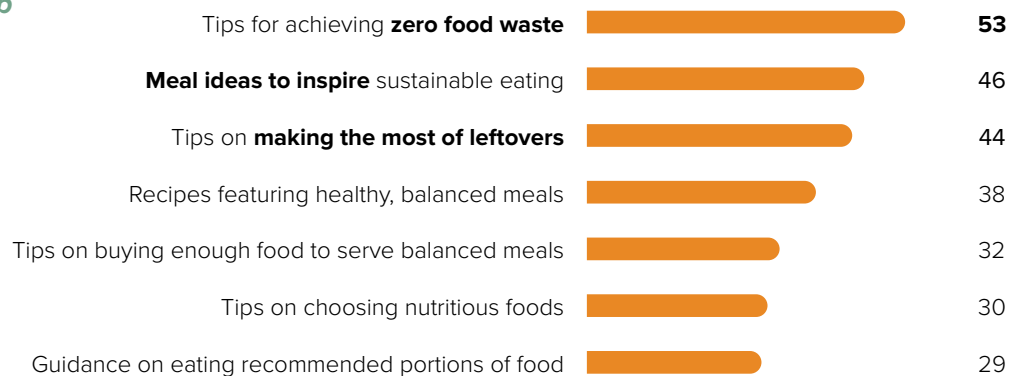 Tips for achieving zero food waste 53
Meal ideas to inspire sustainable eating 46
Tips on making the most of leftovers 44
Recipes featuring healthy, balanced meals 38
Tips on buying enough food to serve balanced meals 32
Tips on choosing nutritious foods 30
Guidance on eating recommended portions of food 29